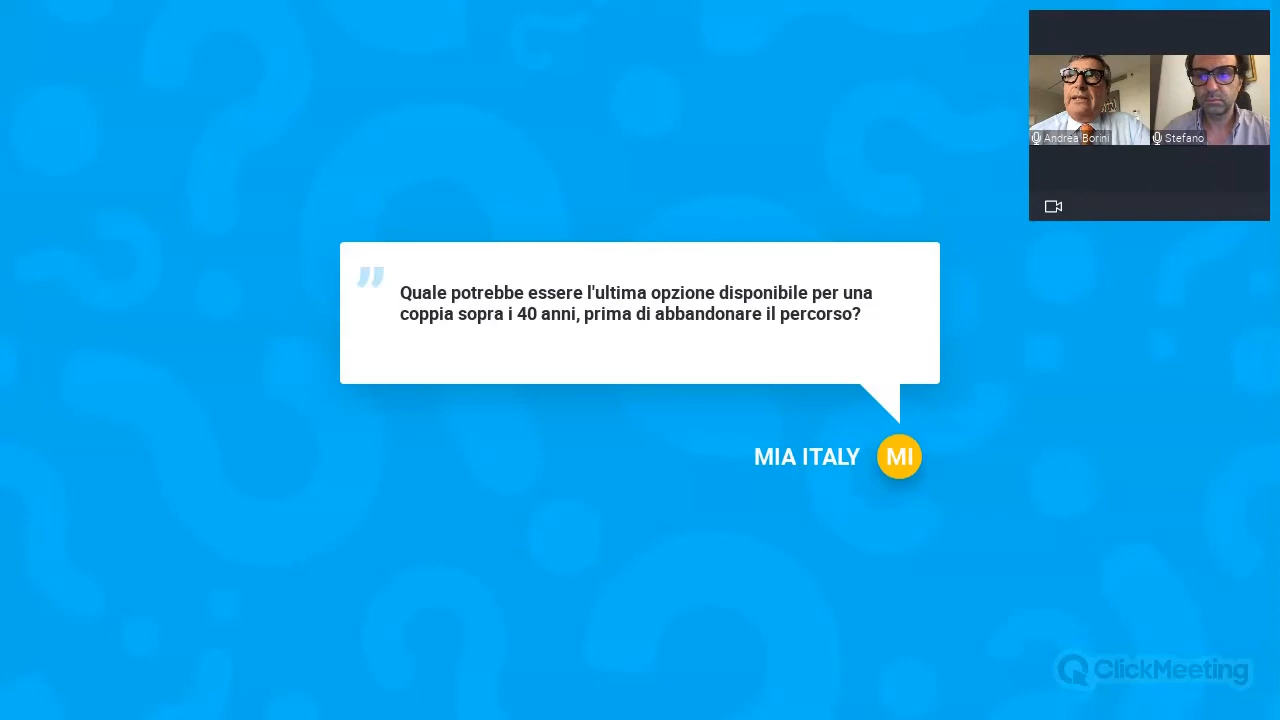 Andrea Borini
Stefano
Quale potrebbe essere l'ultima opzione disponibile per una
coppia sopra i 40 anni, prima di abbandonare il percorso?
MIA ITALY
MI
ClickMeeting